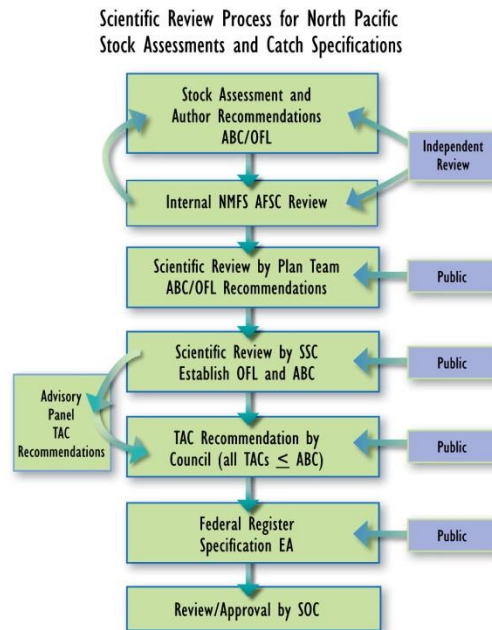 Scientific Review Process for North Pacific
Stock Assessments and Catch Specifications
Stock Assessment and
Author Recommendations
ABC/OFL
Independent
Review
Internal NMFS AFSC Review
Scientific Review by Plan Team
ABC/OFL Recommendations
Public
Scientific Review by SSC
Establish OFL and ABC
Public
Advisory
Panel
TAC
Recommendations
TAC Recommendation by
Council (all TACs ≤ ABC)
Public
Federal Register
Specification EA
Public
Review/Approval by SOC